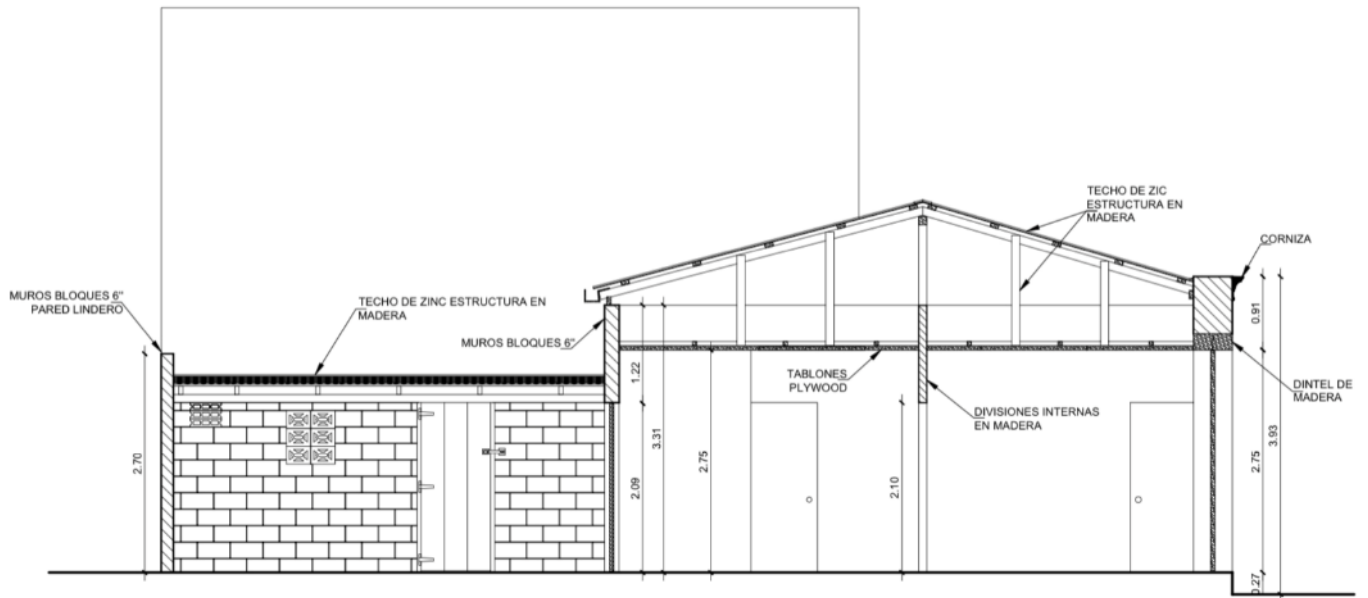 TECHO DE ZIC
ESTRUCTURA EN
MADERA
CORNIZA
MUROS BLOQUES 6"
PARED LINDERO
TECHO DE ZINC ESTRUCTURA EN
MADERA
MUROS BLOQUES 6"
TABLONES
PLYWOOD
DIVISIONES INTERNAS
EN MADERA
DINTEL DE
MADERA
2.70
1.22
2.09
3.31
2.75
2.10
0.91
2.75
3.93
0.27